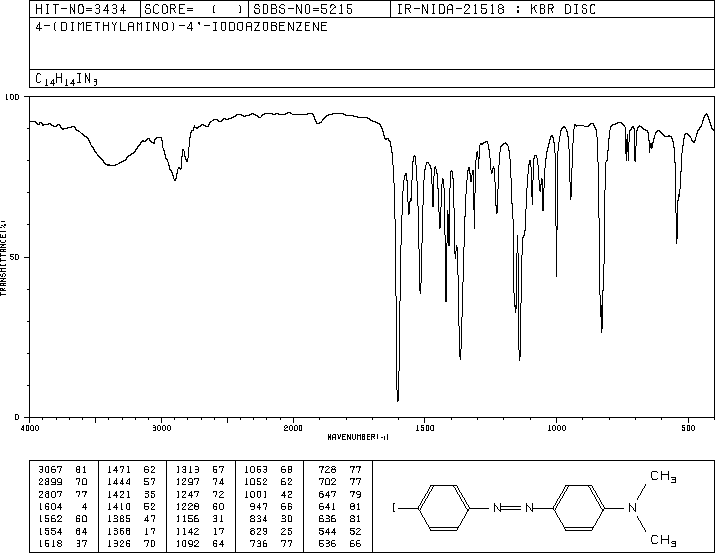 HIT-NO=3434 SCORE= ( ) SDBS-NO=5215 IR-NIDA-21518 : KBR DISC
4-(DIMETHYLAMINO)-4'-IODOAZOBENZENE
C14H14IN3
100
50
0
TRANSMITTANCE(%)
4000 3000 2000 1500 1000 500
WAVENUMBER(-1)
3067 81 1471 62 1313 57 1063 68 728 77
2899 70 1444 57 1297 74 1052 62 702 77
2807 77 1421 35 1247 72 1001 42 647 79
1604 4 1410 52 1228 60 947 66 641 81
1562 60 1385 47 1156 31 834 30 636 81
1554 64 1368 17 1142 17 829 25 544 52
1518 37 1326 70 1092 64 736 77 536 66
I N N N CH3
CH3